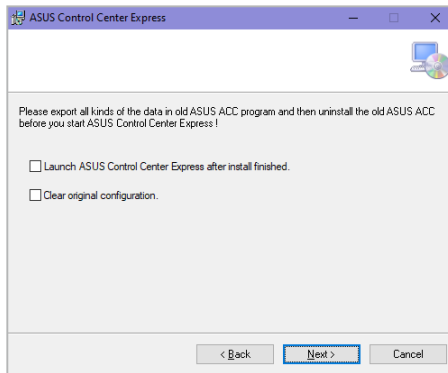 ASUS Control Center Express
Please export all kinds of the data in old ASUS ACC program and then uninstall the old ASUS ACC
before you start ASUS Control Center Express !
Launch ASUS Control Center Express after install finished.
Clear original configuration.
< Back
Next >
Cancel